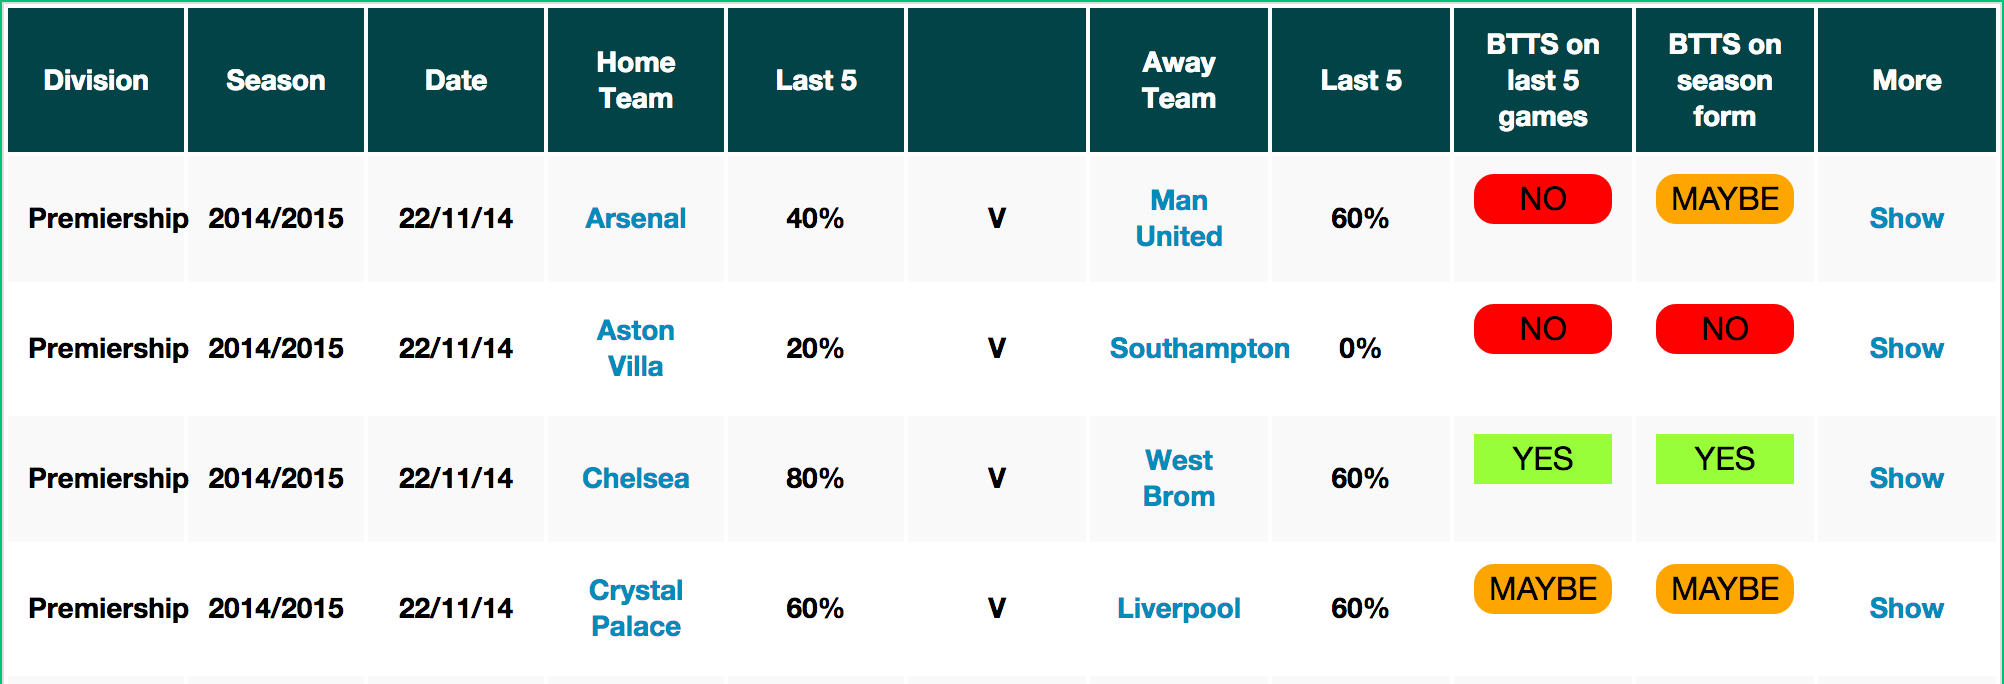 Division Season Date Home Team Last 5 Away Team Last 5 BTTS on last 5 games BTTS on season form More
Premiership 2014/2015 22/11/14 Arsenal 40% V Man United 60% NO MAYBE Show
Premiership 2014/2015 22/11/14 Aston Villa 20% V Southampton 0% NO NO Show
Premiership 2014/2015 22/11/14 Chelsea 80% V West Brom 60% YES YES Show
Premiership 2014/2015 22/11/14 Crystal Palace 60% V Liverpool 60% MAYBE MAYBE Show